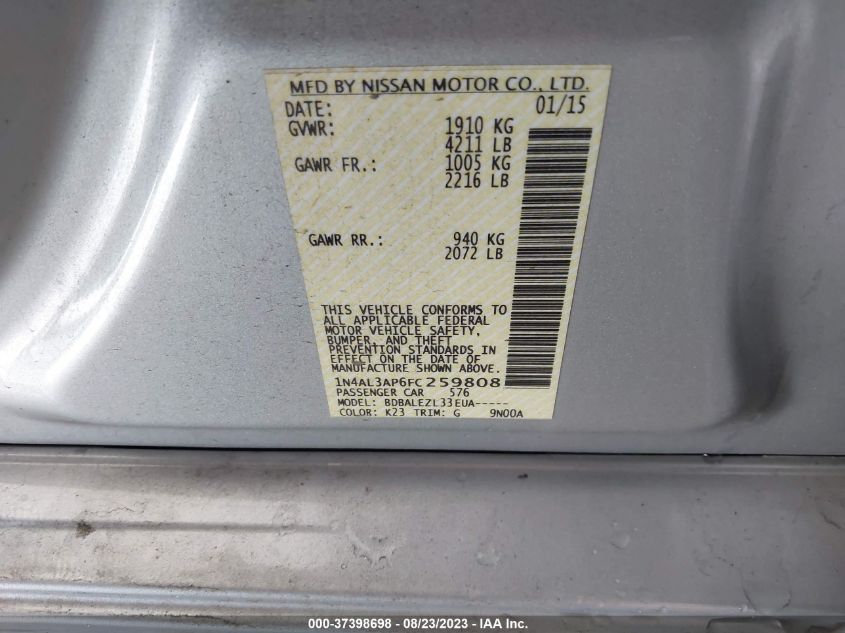 MFD BY NISSAN MOTOR CO., LTD.
DATE: 01/15
GVWR: 1910 KG
4211 LB
GAWR FR.: 1005 KG
2216 LB
GAWR RR.: 940 KG
2072 LB
THIS VEHICLE CONFORMS TO
ALL APPLICABLE FEDERAL
MOTOR VEHICLE SAFETY,
BUMPER, AND THEFT
PREVENTION STANDARDS IN
EFFECT ON THE DATE OF
MANUFACTURE SHOWN ABOVE.
1N4AL3AP6FC259808
PASSENGER CAR 576
MODEL: BDBALEZL33EUA-----
COLOR: K23 TRIM: G 9N00A
000-37398698 - 08/23/2023 - Copyright © IAA, Inc.